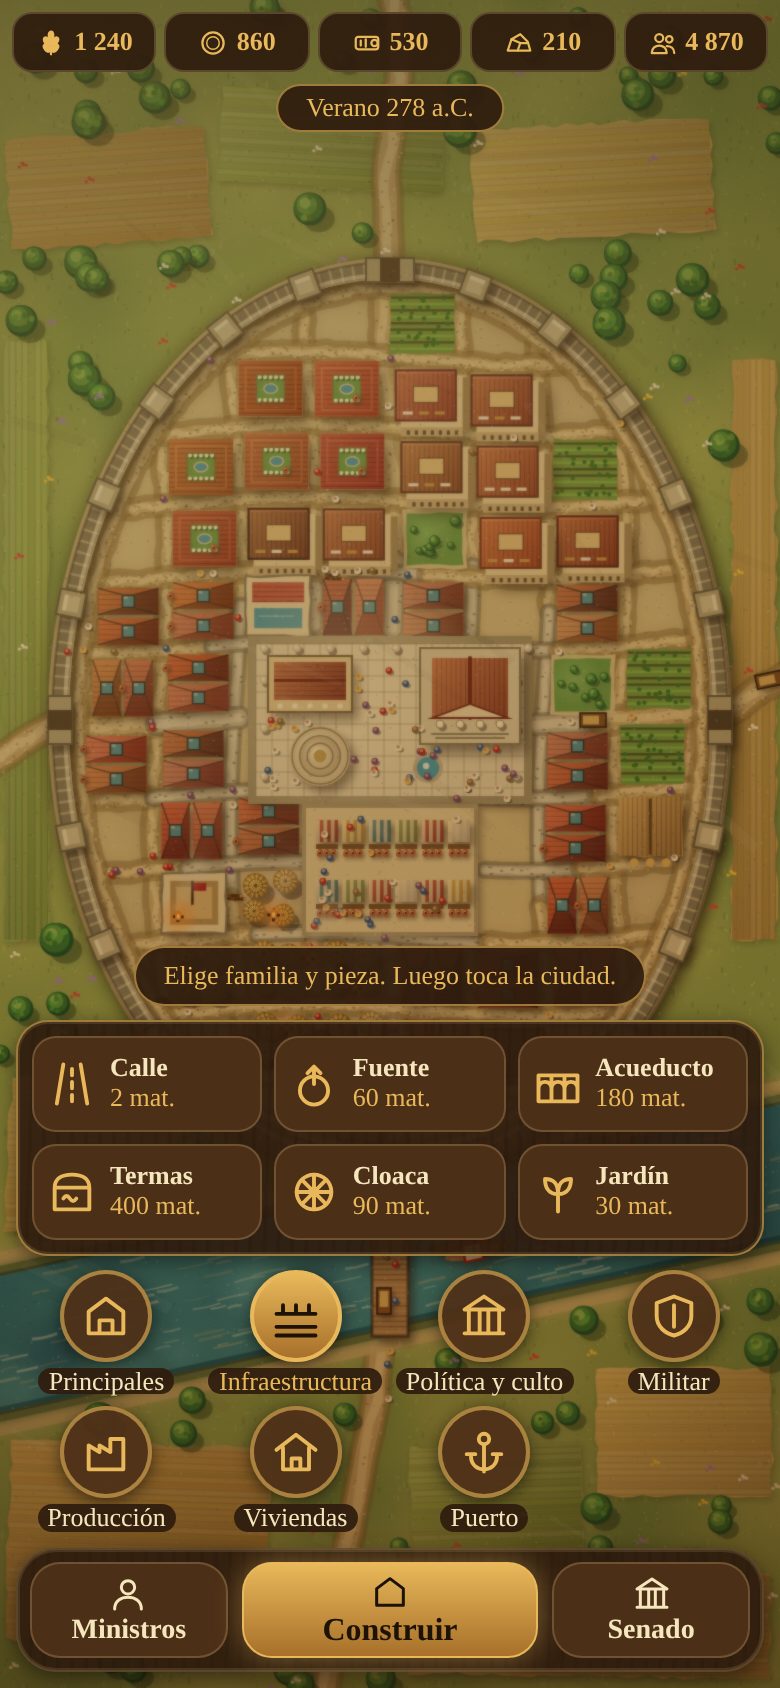 1 240
860
530
210
4 870
Verano 278 a.C.
Elige familia y pieza. Luego toca la ciudad.
Calle
2 mat.
Fuente
60 mat.
Acueducto
180 mat.
Termas
400 mat.
Cloaca
90 mat.
Jardín
30 mat.
Principales
Infraestructura
Política y culto
Militar
Producción
Viviendas
Puerto
Ministros
Construir
Senado